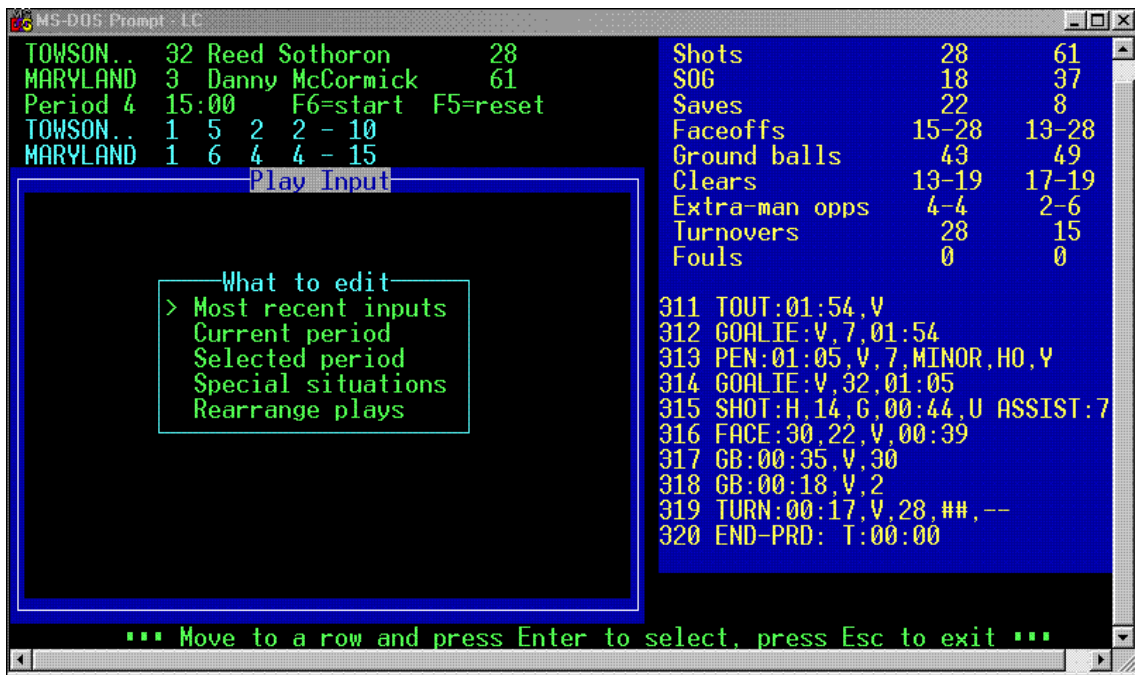 MS-DOS Prompt - LC
TOWSON.. 32 Reed Sothoron 28
MARYLAND 3 Danny McCormick 61
Period 4 15:00 F6=start F5=reset
TOWSON.. 1 5 2 2 - 10
MARYLAND 1 6 4 4 - 15
Play Input
What to edit
> Most recent inputs
Current period
Selected period
Special situations
Rearrange plays
Shots 28 61
SOG 18 37
Saves 22 8
Faceoffs 15-28 13-28
Ground balls 43 49
Clears 13-19 17-19
Extra-man opps 4-4 2-6
Turnovers 28 15
Fouls 0 0
311 TOUT:01:54,V
312 GOALIE:V,7,01:54
313 PEN:01:05,V,7,MINOR,HO,Y
314 GOALIE:V,32,01:05
315 SHOT:H,14,G,00:44,U ASSIST:7
316 FACE:30,22,V,00:39
317 GB:00:35,V,30
318 GB:00:18,V,2
319 TURN:00:17,V,28,##,--
320 END-PRD: T:00:00
▪▪▪ Move to a row and press Enter to select, press Esc to exit ▪▪▪